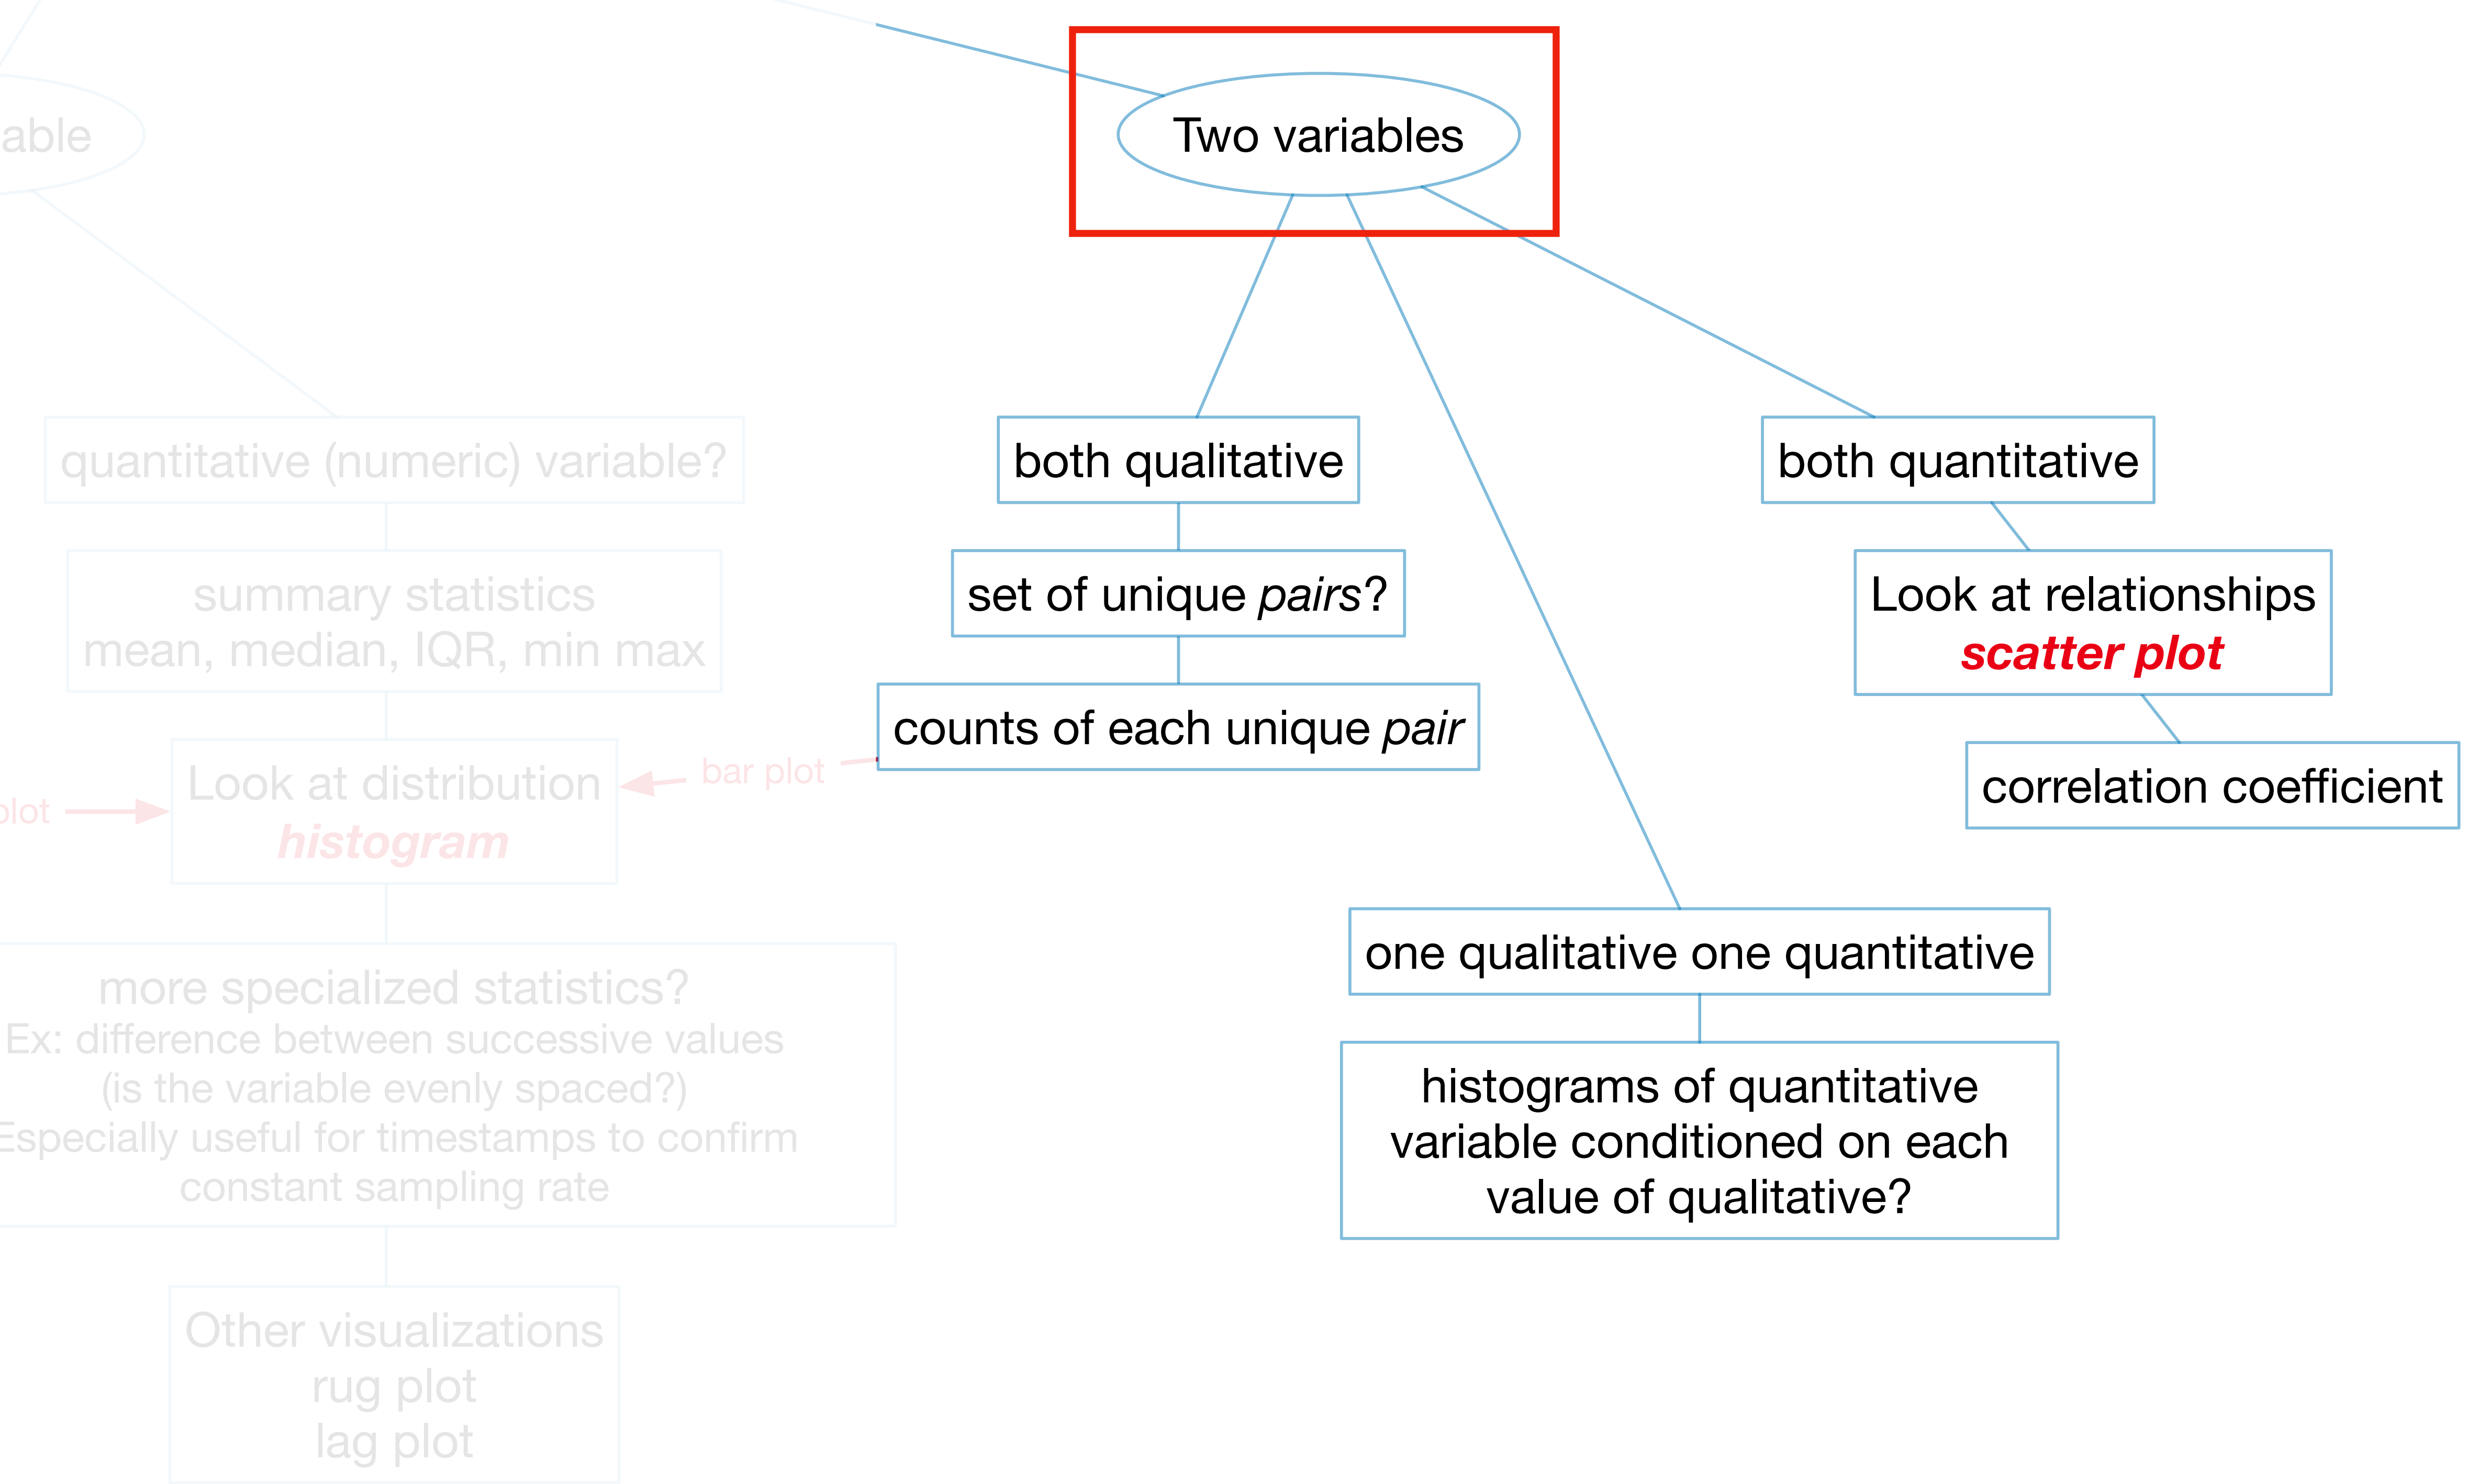 able
Two variables
quantitative (numeric) variable?
both qualitative
both quantitative
summary statistics
mean, median, IQR, min max
set of unique pairs?
Look at relationships
scatter plot
counts of each unique pair
correlation coefficient
Look at distribution
histogram
bar plot
plot
one qualitative one quantitative
histograms of quantitative
variable conditioned on each
value of qualitative?
more specialized statistics?
Ex: difference between successive values
(is the variable evenly spaced?)
Especially useful for timestamps to confirm
constant sampling rate
Other visualizations
rug plot
lag plot